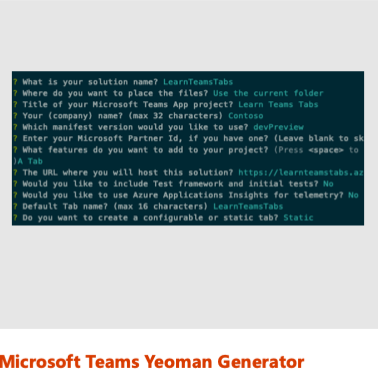 ? What is your solution name? LearnTeamsTabs
? Where do you want to place the files? Use the current folder
? Title of your Microsoft Teams App project? Learn Teams Tabs
? Your (company) name? (max 32 characters) Contoso
? Which manifest version would you like to use? devPreview
? Enter your Microsoft Partner Id, if you have one? (Leave blank to sk
? What features do you want to add to your project? (Press <space> to
)A Tab
? The URL where you will host this solution? https://learnteamstabs.az
? Would you like to include Test framework and initial tests? No
? Would you like to use Azure Applications Insights for telemetry? No
? Default Tab name? (max 16 characters) LearnTeamsTabs
? Do you want to create a configurable or static tab? Static
Microsoft Teams Yeoman Generator